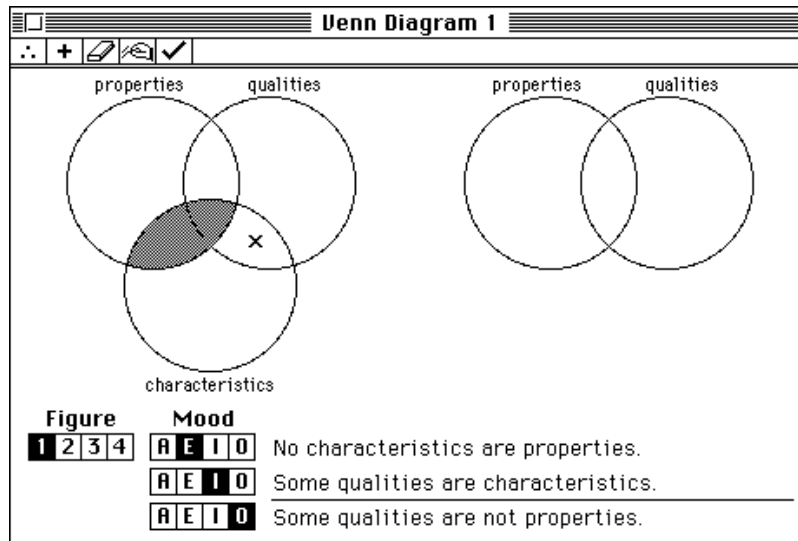 Venn Diagram 1
properties qualities properties qualities
characteristics
Figure Mood
1 2 3 4 A E I O No characteristics are properties.
A E I O Some qualities are characteristics.
A E I O Some qualities are not properties.